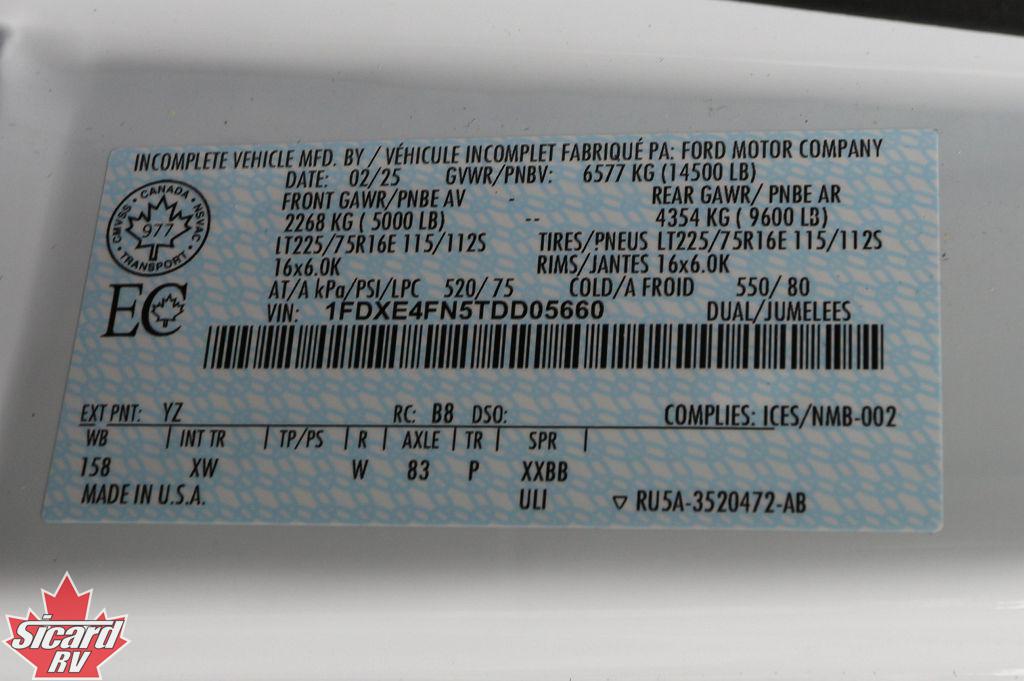 INCOMPLETE VEHICLE MFD. BY / VÉHICULE INCOMPLET FABRIQUÉ PA: FORD MOTOR COMPANY
DATE: 02/25 GVWR/PNBV: 6577 KG (14500 LB)
FRONT GAWR/PNBE AV - REAR GAWR/ PNBE AR
2268 KG ( 5000 LB) -- 4354 KG ( 9600 LB)
LT225/75R16E 115/112S TIRES/PNEUS LT225/75R16E 115/112S
16x6.0K RIMS/JANTES 16x6.0K
AT/A kPa/PSI/LPC 520/ 75 COLD/A FROID 550/ 80
VIN: 1FDXE4FN5TDD05660 DUAL/JUMELEES
CANADA
CMVSS • NSVAC
977
TRANSPORT
EC
EXT PNT: YZ RC: B8 DSO: COMPLIES: ICES/NMB-002
WB | INT TR | TP/PS | R | AXLE | TR | SPR |
158 XW W 83 P XXBB
MADE IN U.S.A. ULI ▽ RU5A-3520472-AB
Sicard
RV